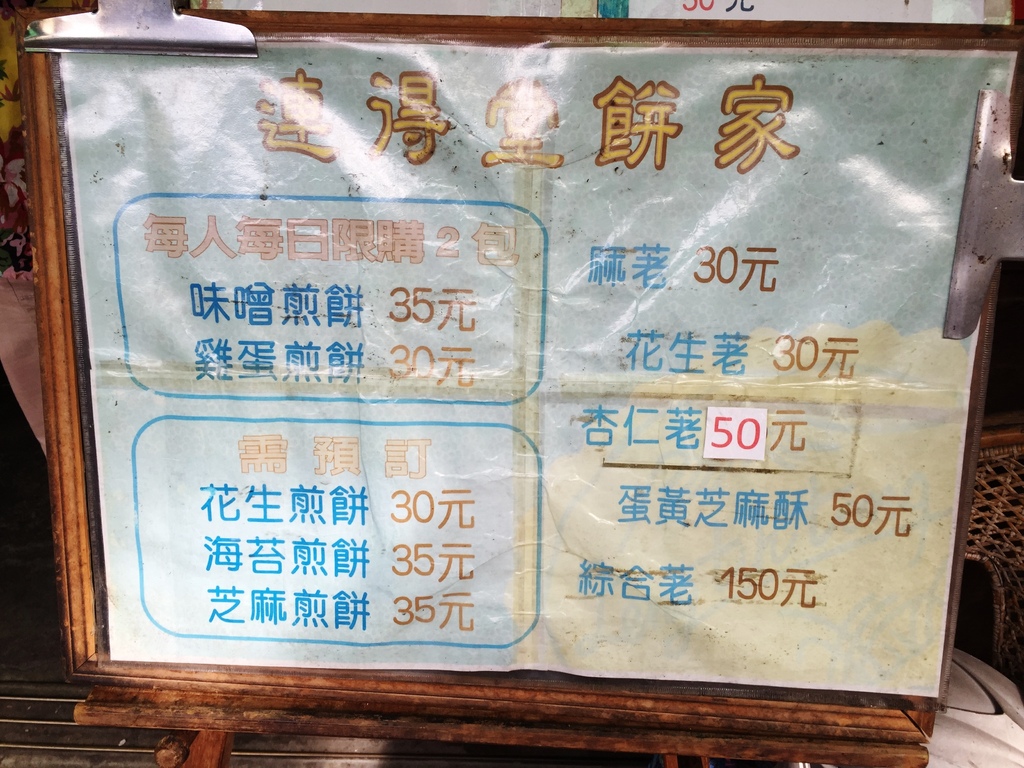 50元
連得堂餅家
每人每日限購2包
味噌煎餅 35元
雞蛋煎餅 30元
需預訂
花生煎餅 30元
海苔煎餅 35元
芝麻煎餅 35元
麻荖 30元
花生荖 30元
杏仁荖 50元
蛋黃芝麻酥 50元
綜合荖 150元